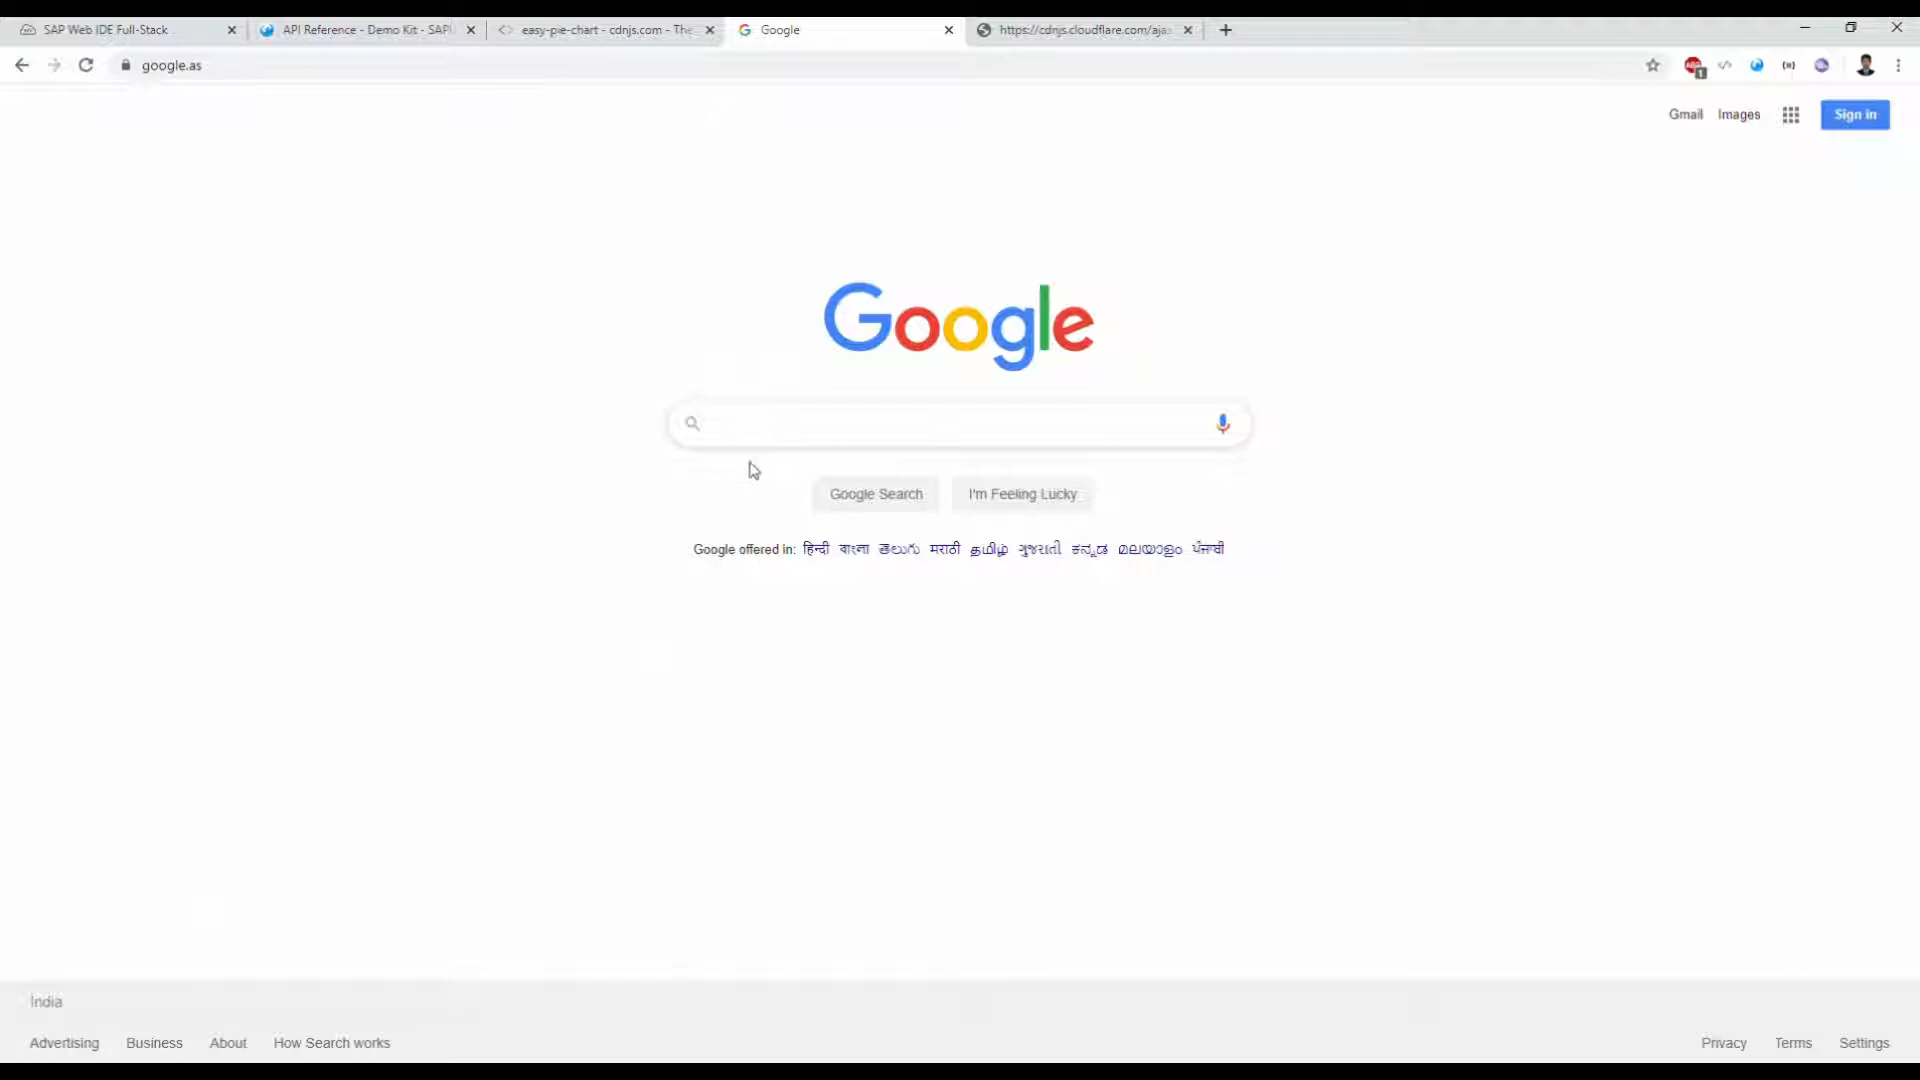 SAP Web IDE Full-Stack
API Reference - Demo Kit - SAPU
easy-pie-chart - cdnjs.com - The
Google
https://cdnjs.cloudflare.com/ajax
google.as
1
Gmail Images Sign in
Google
Google Search I'm Feeling Lucky
Google offered in: हिन्दी বাংলা తెలుగు मराठी தமிழ் ગુજરાતી ಕನ್ನಡ മലയാളം ਪੰਜਾਬੀ
India
Advertising Business About How Search works
Privacy Terms Settings